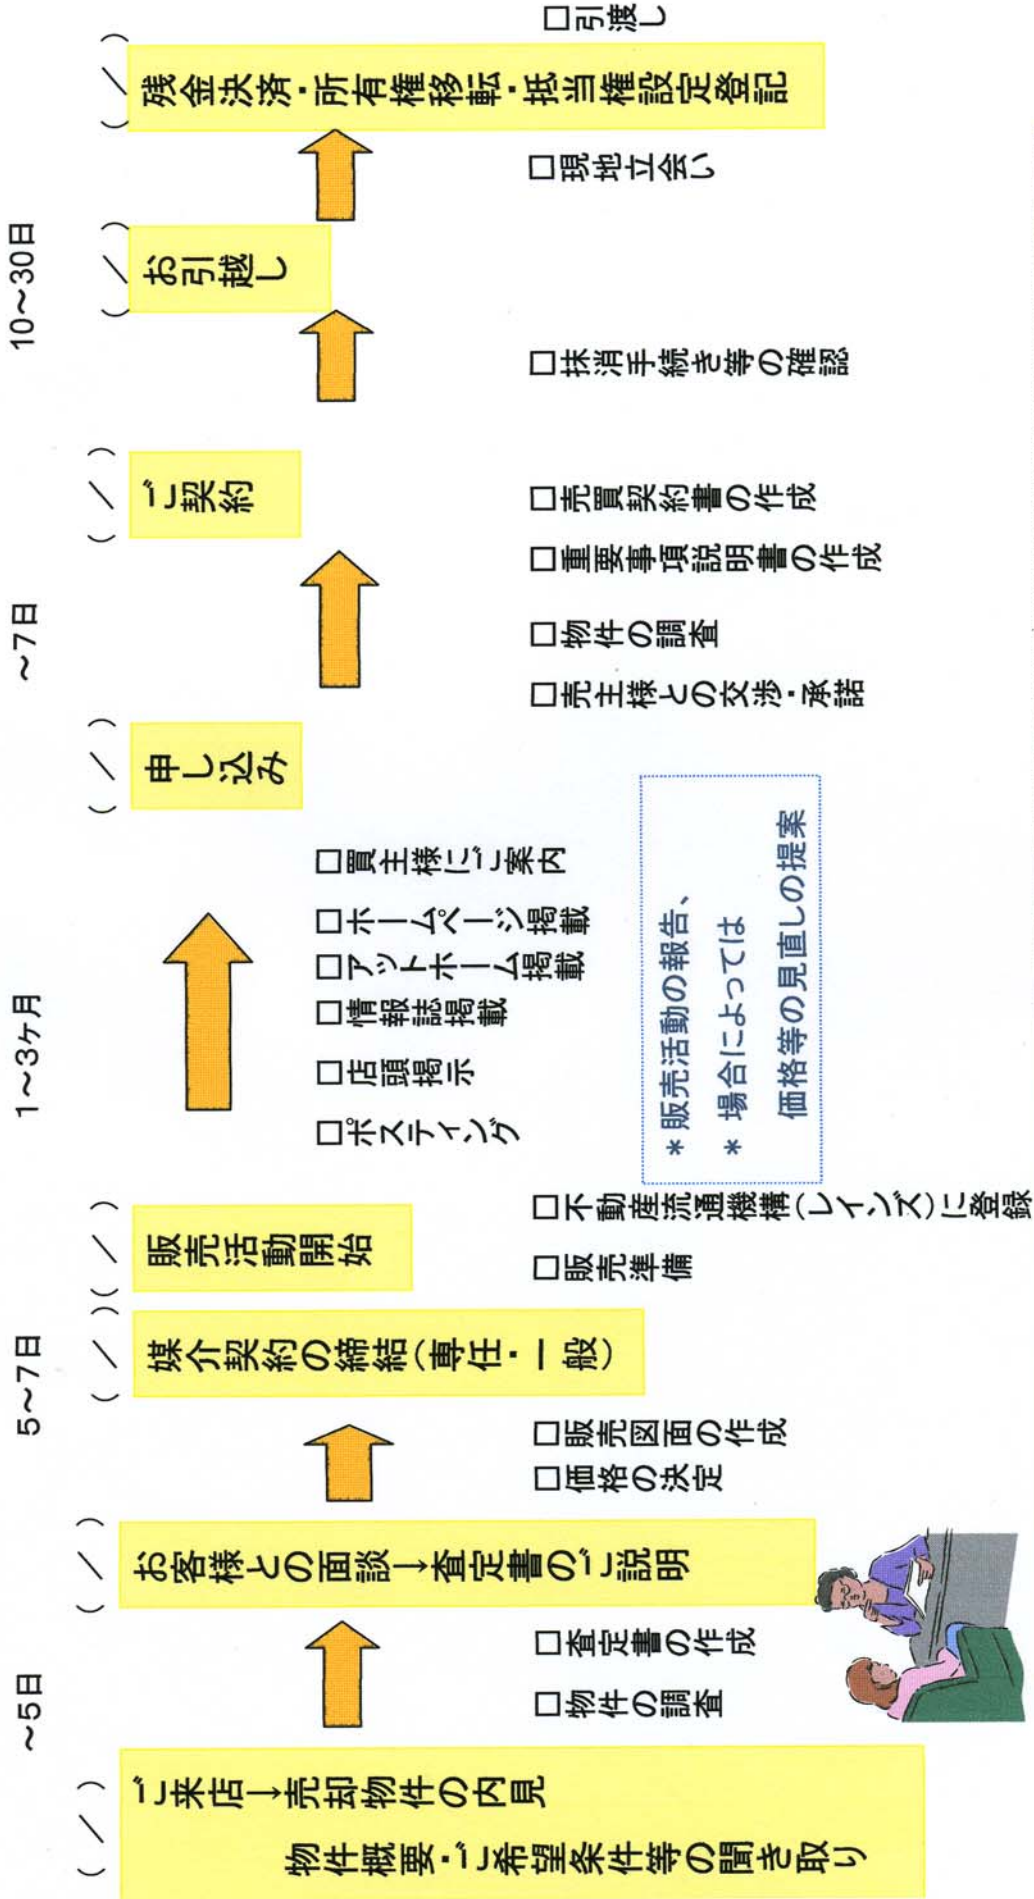 ~5日
5~7日
1~3ヶ月
~7日
10~30日
( / )
ご来店→売却物件の内見
物件概要・ご希望条件等の聞き取り
□物件の調査
□査定書の作成
( / )
お客様との面談→査定書のご説明
□価格の決定
□販売図面の作成
( / )
媒介契約の締結(専任・一般)
( / )
販売活動開始
□販売準備
□不動産流通機構(レインズ)に登録
□ポスティング
□店頭掲示
□情報誌掲載
□アットホーム掲載
□ホームページ掲載
□買主様にご案内
*販売活動の報告、
* 場合によっては
価格等の見直しの提案
( / )
申し込み
□売主様との交渉・承諾
□物件の調査
□重要事項説明書の作成
□売買契約書の作成
( / )
ご契約
□抹消手続き等の確認
( / )
お引越し
□現地立会い
( / )
残金決済・所有権移転・抵当権設定登記
□引渡し